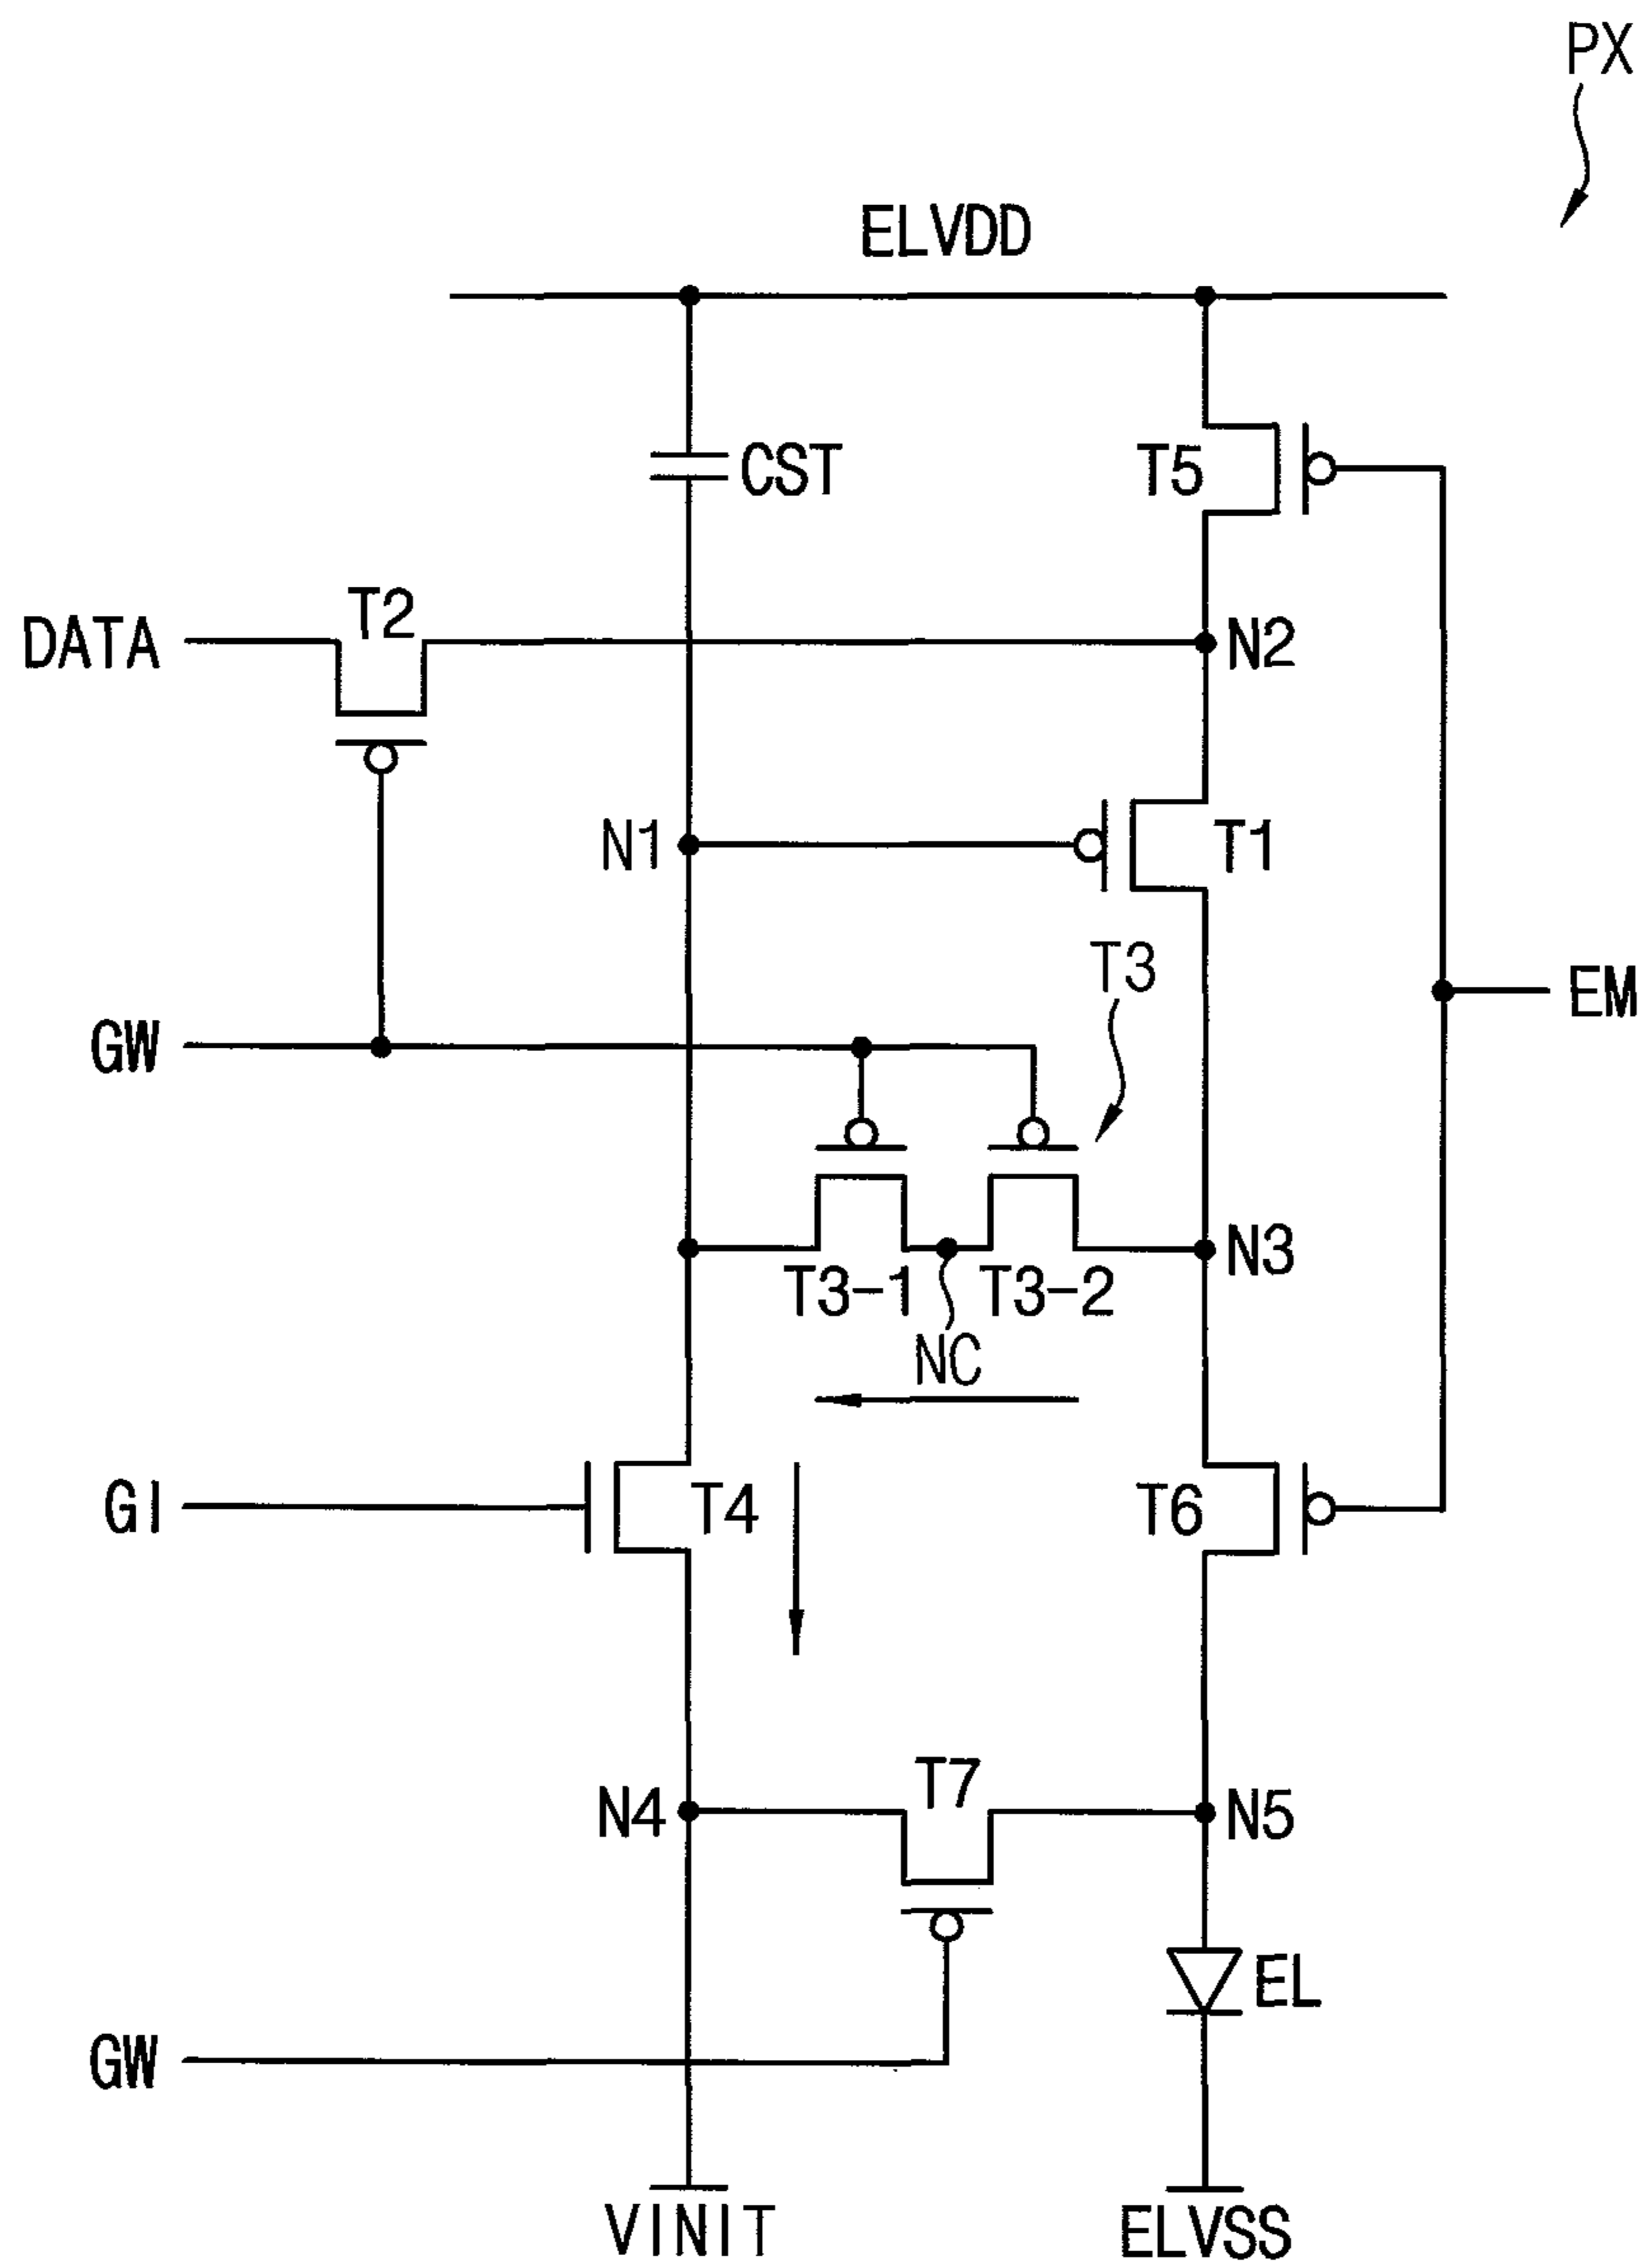 PX
ELVDD
CST
T5
DATA
T2
N2
N1
T1
T3
EM
GW
N3
T3-1
T3-2
NC
GI
T4
T6
T7
N4
N5
EL
GW
VINIT
ELVSS